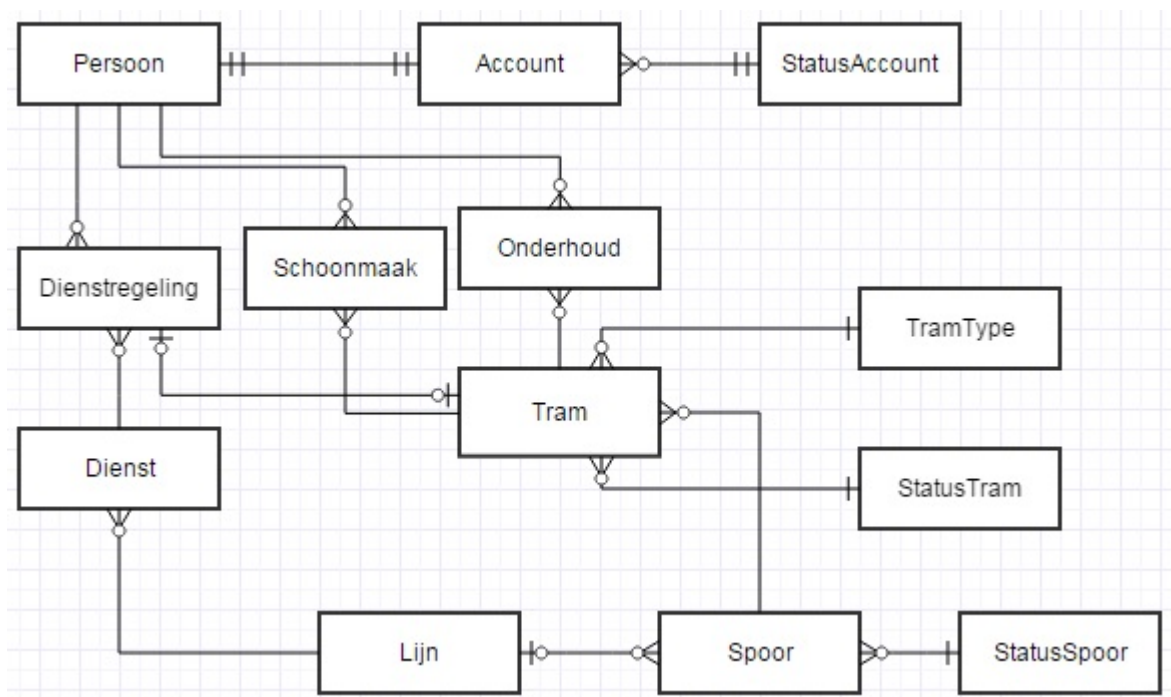 Persoon
Account
StatusAccount
Dienstregeling
Schoonmaak
Onderhoud
TramType
Tram
Dienst
StatusTram
Lijn
Spoor
StatusSpoor